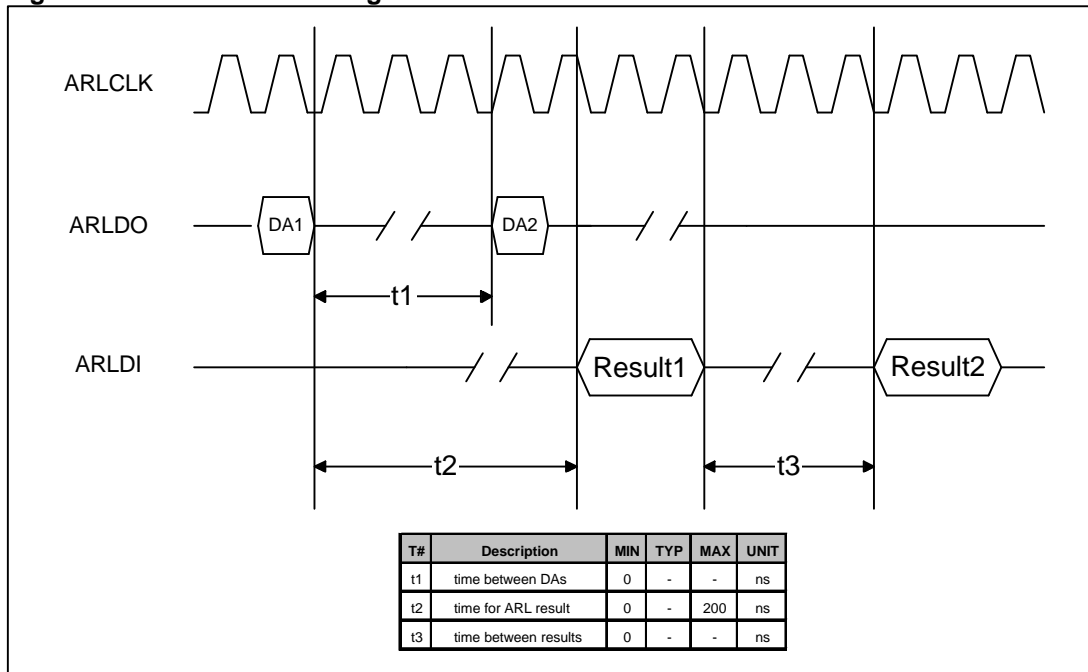 ARLCLK
ARLDO
DA1
DA2
t1
ARLDI
Result1
Result2
t2
t3
T# Description MIN TYP MAX UNIT
t1 time between DAs 0 - - ns
t2 time for ARL result 0 - 200 ns
t3 time between results 0 - - ns